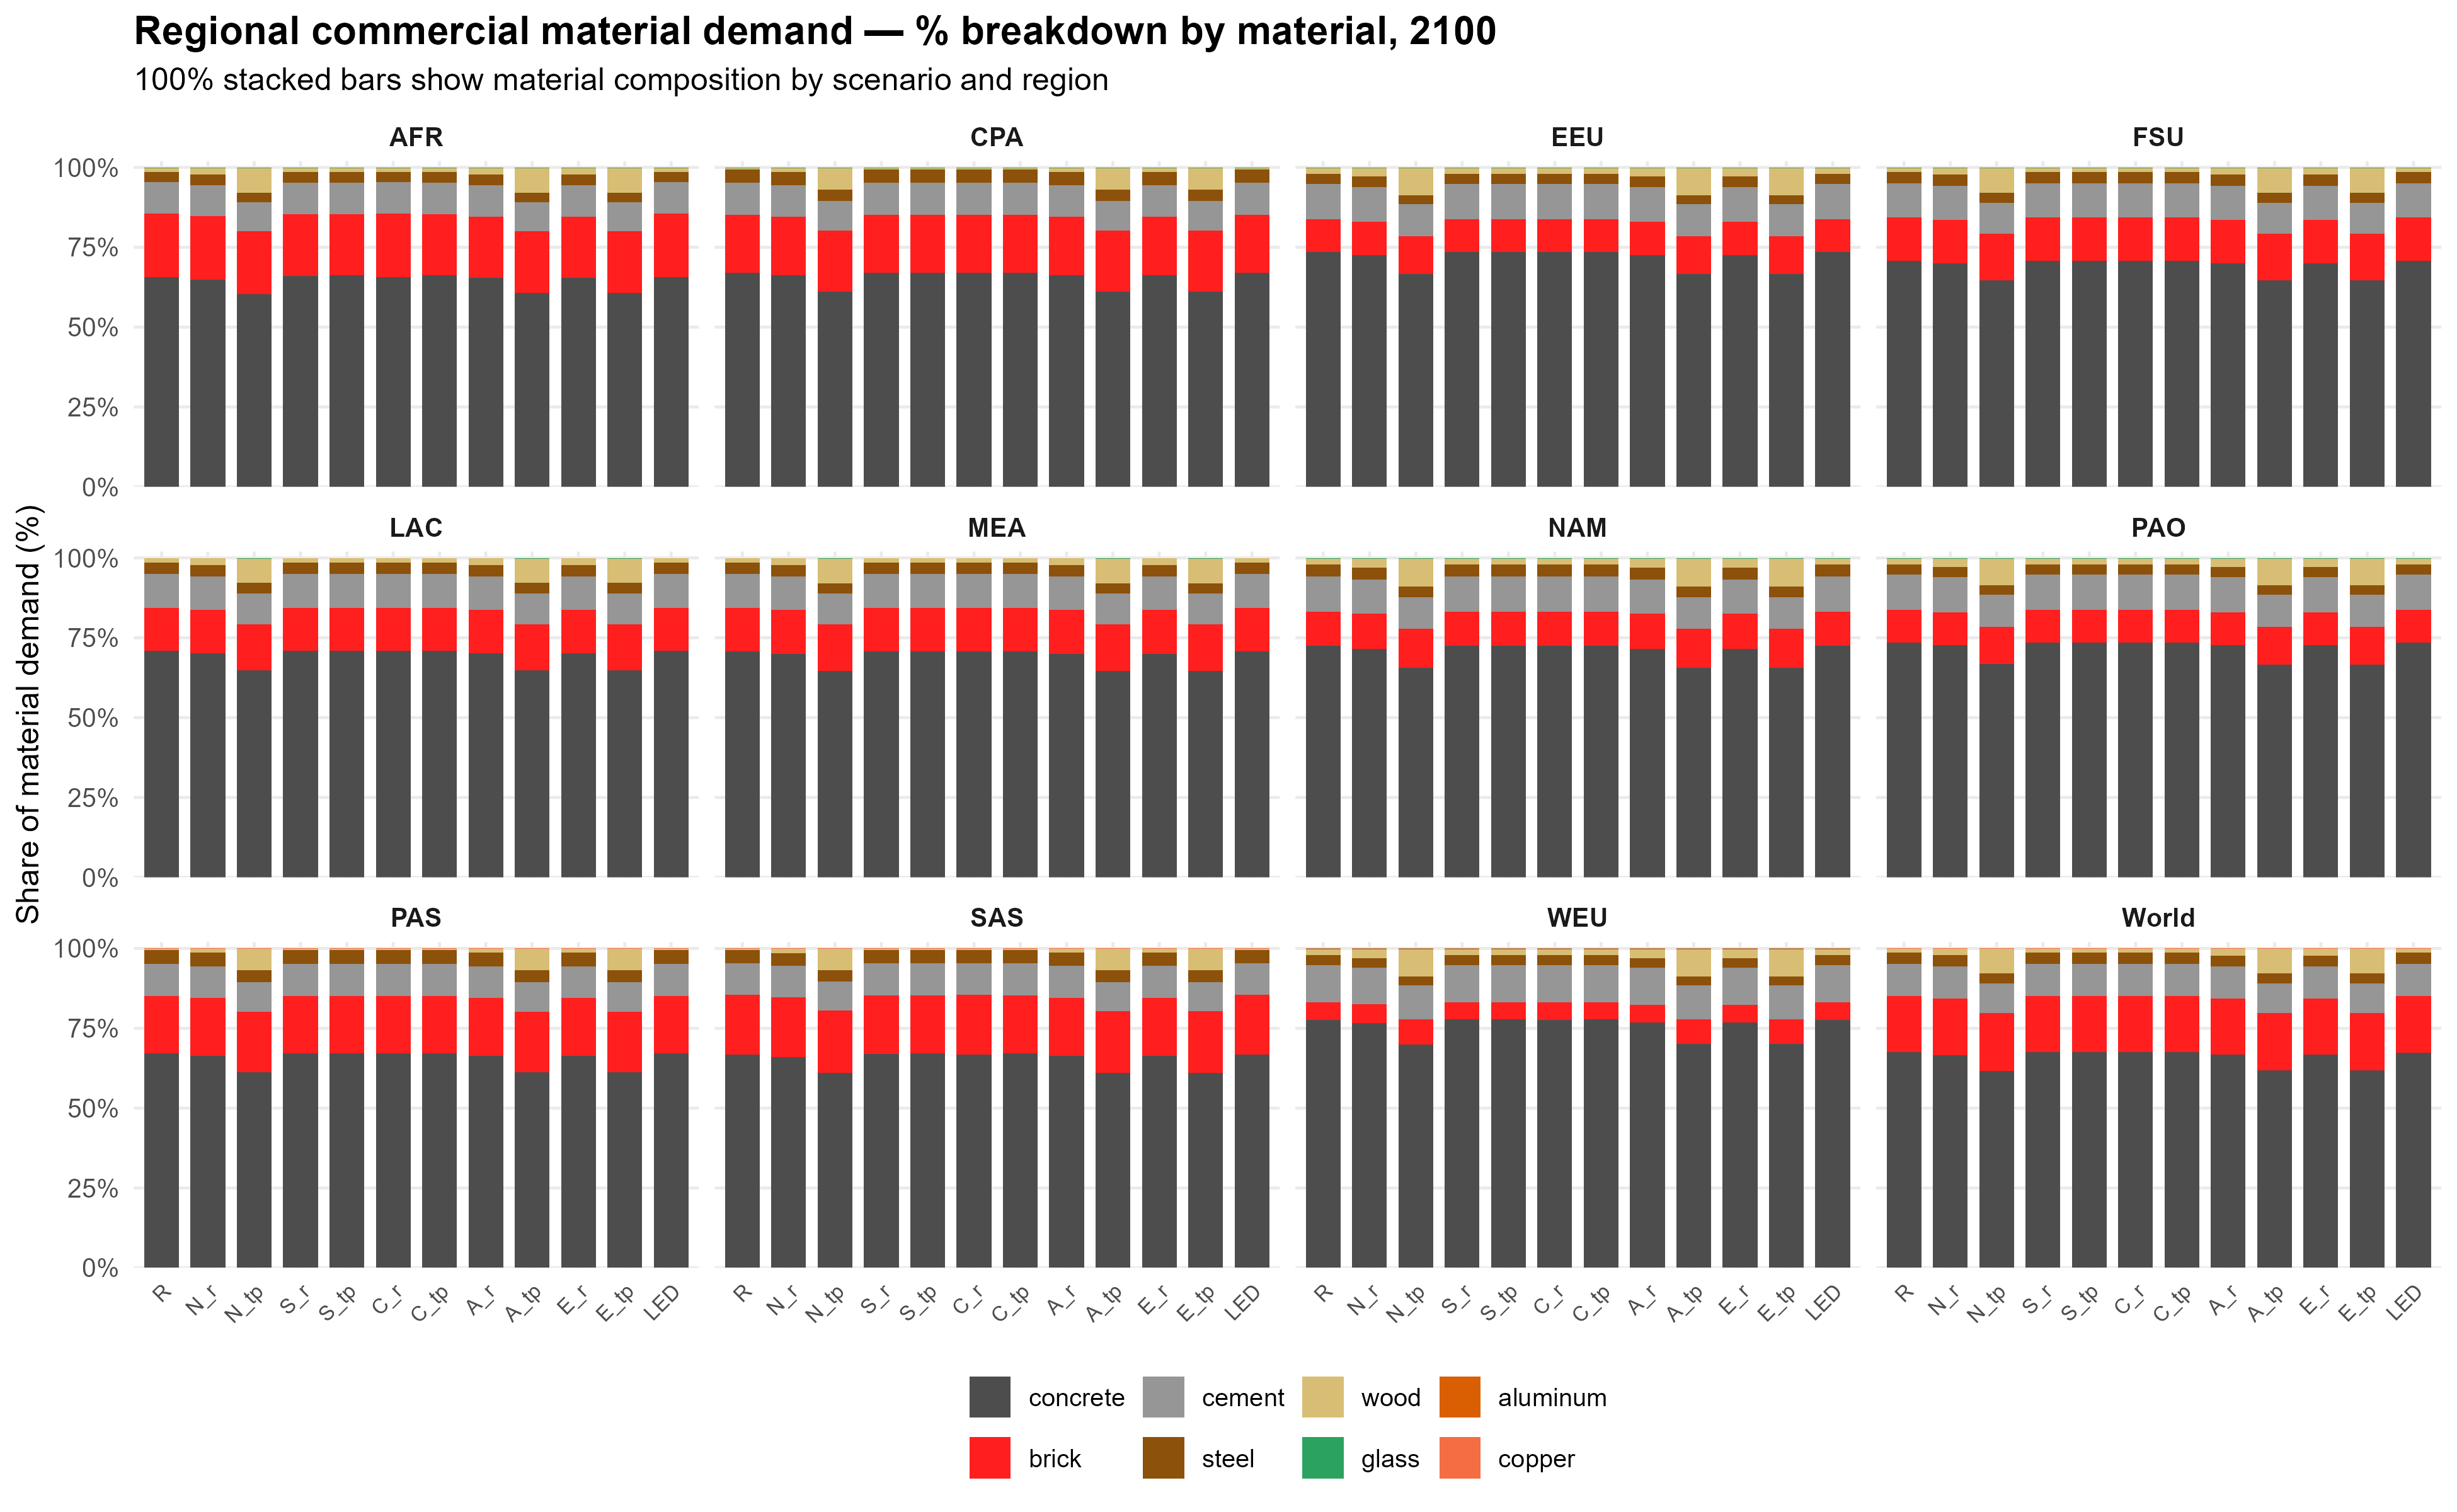 Regional commercial material demand — % breakdown by material, 2100
100% stacked bars show material composition by scenario and region
Share of material demand (%)
AFR CPA EEU FSU
100%
75%
50%
25%
0%
LAC MEA NAM PAO
100%
75%
50%
25%
0%
PAS SAS WEU World
100%
75%
50%
25%
0%
R N_r N_tp S_r S_tp C_r C_tp A_r A_tp E_r E_tp LED R N_r N_tp S_r S_tp C_r C_tp A_r A_tp E_r E_tp LED R N_r N_tp S_r S_tp C_r C_tp A_r A_tp E_r E_tp LED R N_r N_tp S_r S_tp C_r C_tp A_r A_tp E_r E_tp LED
concrete cement wood aluminum
brick steel glass copper